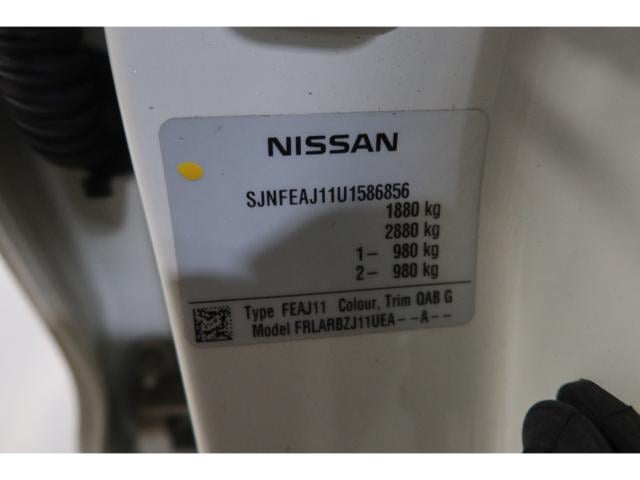 NISSAN
SJNFEAJ11U1586856
1880 kg
2880 kg
1- 980 kg
2- 980 kg
Type FEAJ11 Colour, Trim QAB G
Model FRLARBZJ11UEA--A--